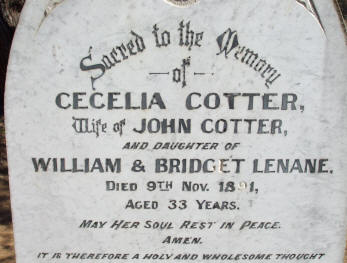 Sacred to the Memory
of
CECELIA COTTER,
Wife of JOHN COTTER,
AND DAUGHTER OF
WILLIAM & BRIDGET LENANE.
DIED 9TH NOV. 1891,
AGED 33 YEARS.
MAY HER SOUL REST IN PEACE.
AMEN.
IT IS THEREFORE A HOLY AND WHOLESOME THOUGHT